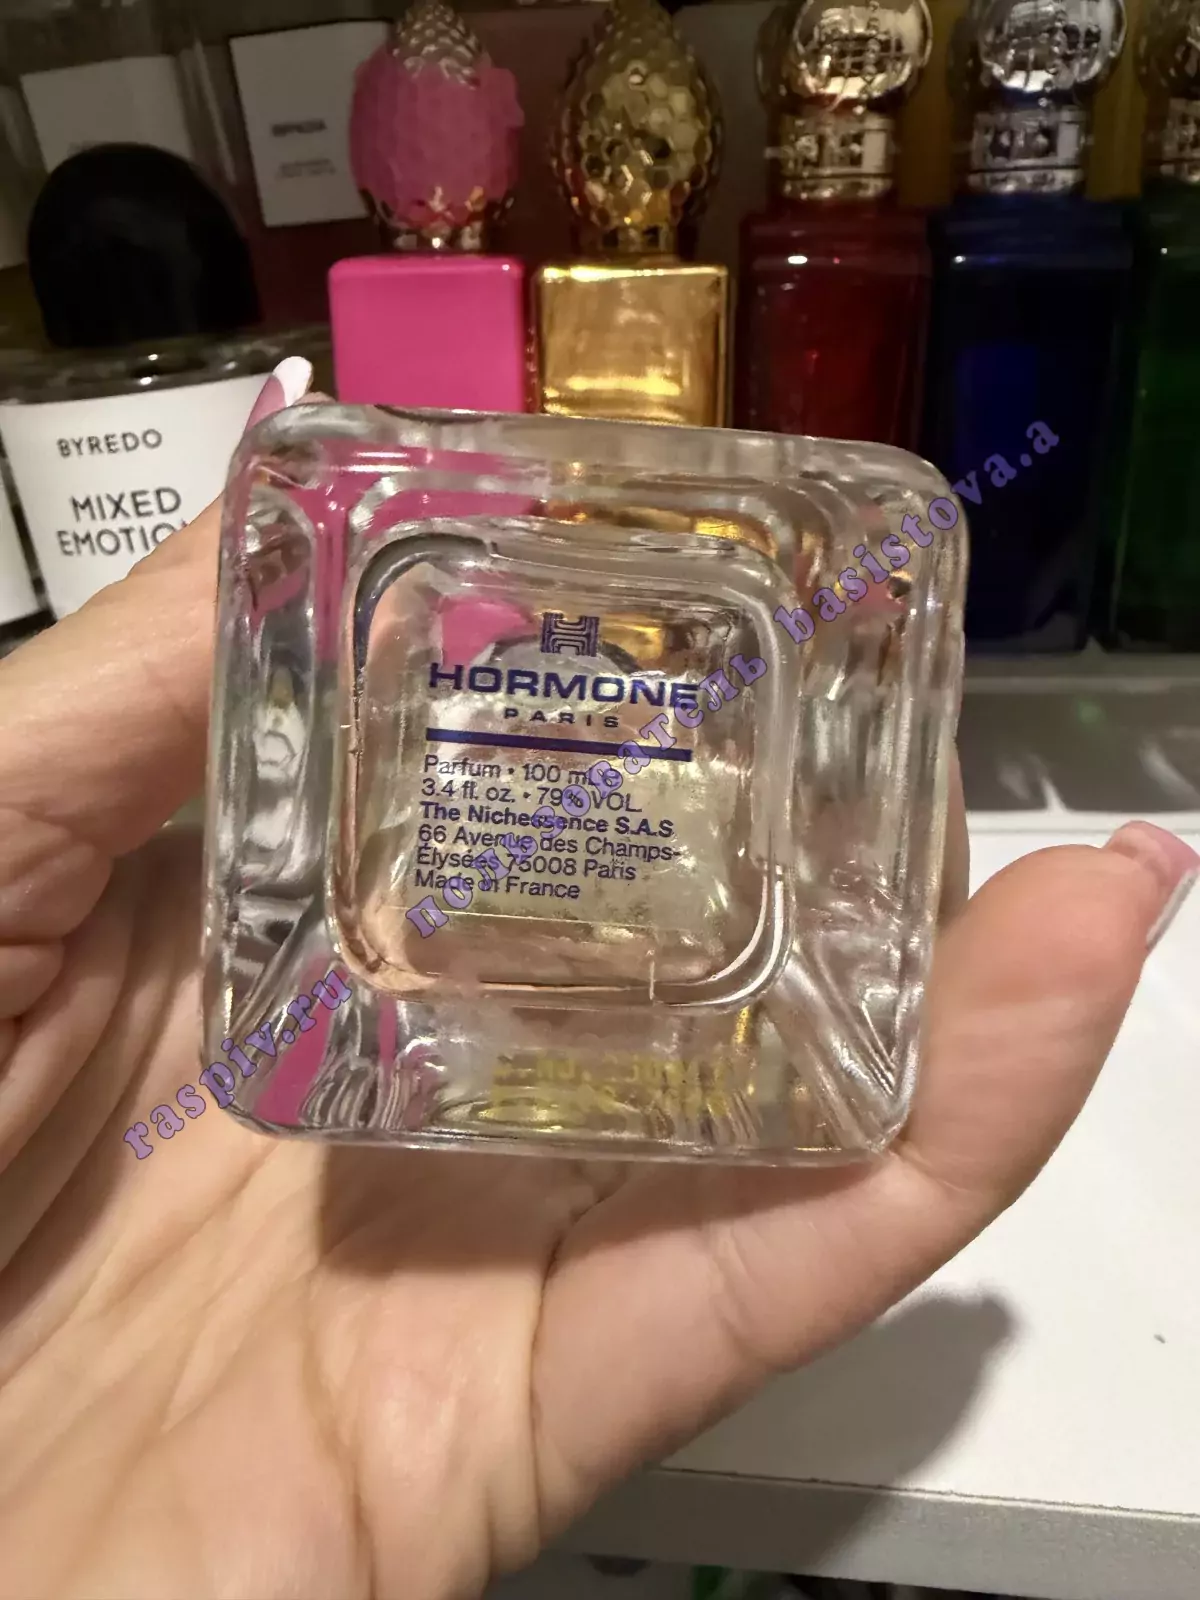 BYREDO
MIXED
HORMONE
PARIS
Parfum • 100 mL ℮
3.4 fl. oz. • 79% VOL.
The Nichessence S.A.S
66 Avenue des Champs-
Élysées 75008 Paris
Made in France
raspiv.ru пользователь basistova.a